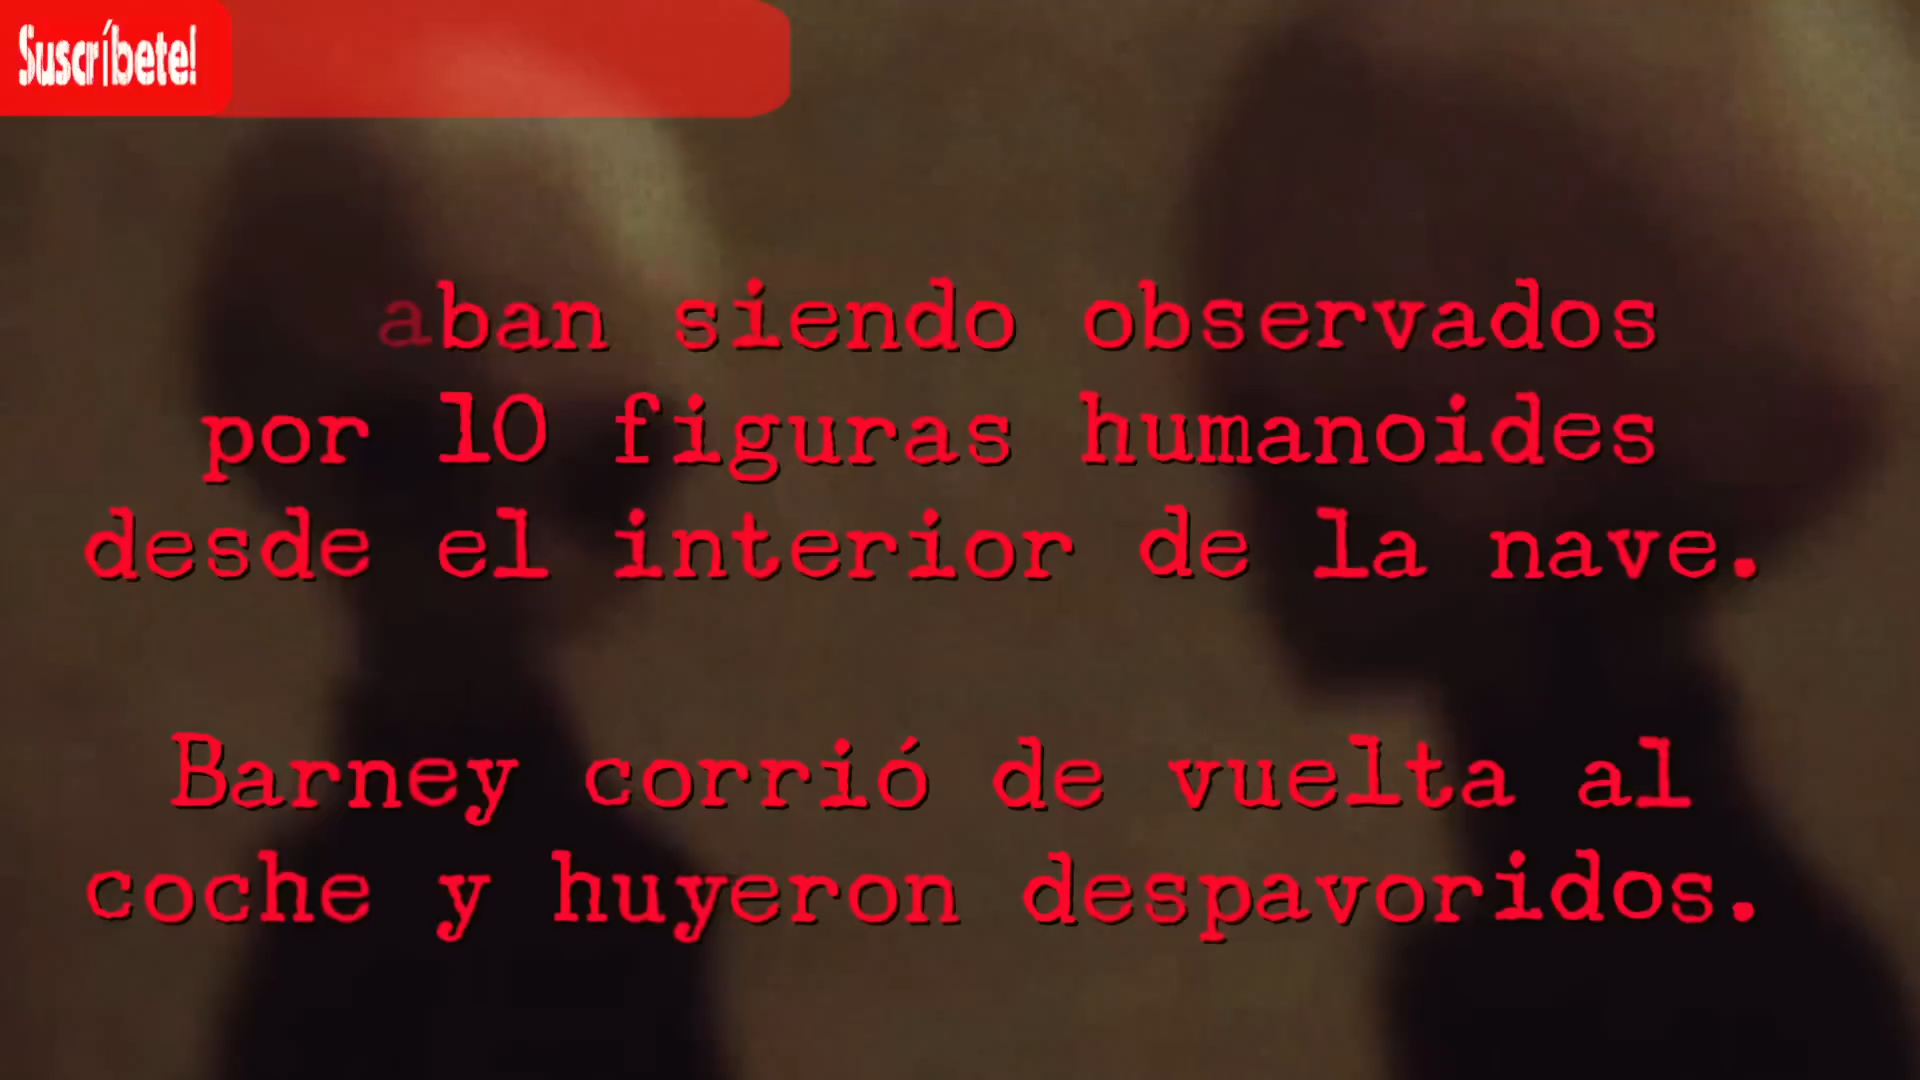 Suscríbete!
aban siendo observados
por 10 figuras humanoides
desde el interior de la nave.
Barney corrió de vuelta al
coche y huyeron despavoridos.